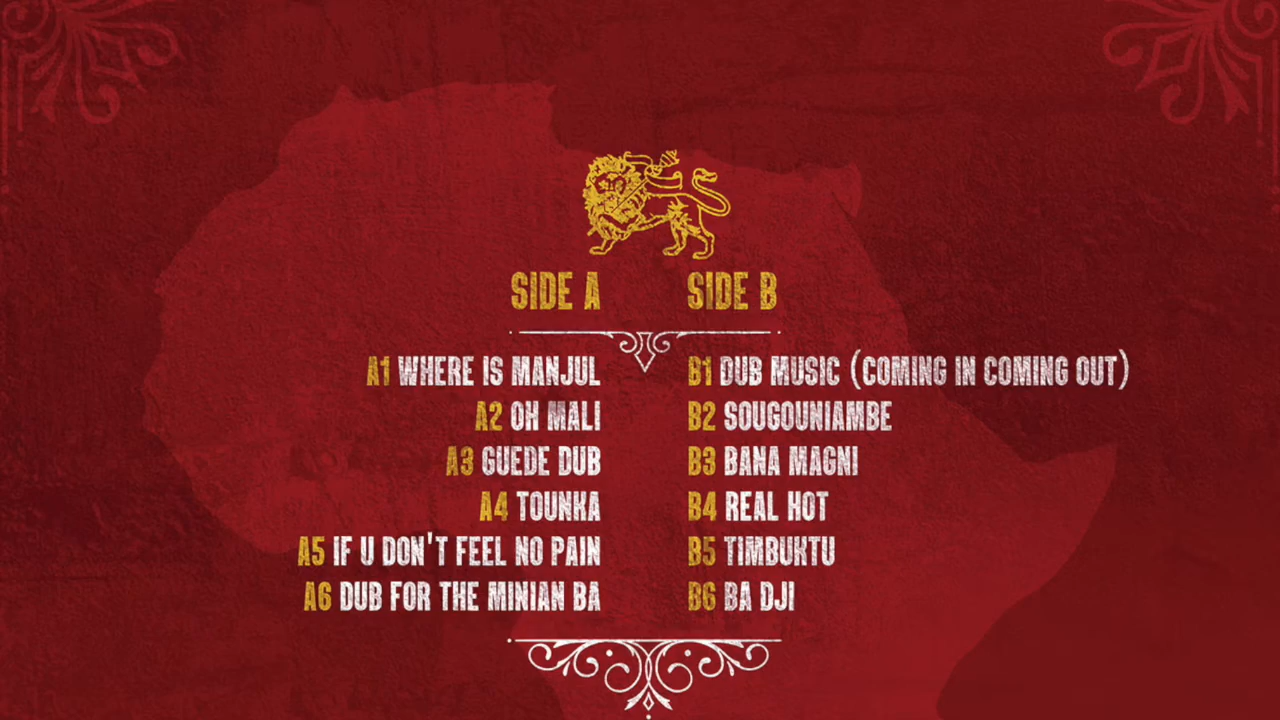 SIDE A
A1 WHERE IS MANJUL
A2 OH MALI
A3 GUEDE DUB
A4 TOUNKA
A5 IF U DON'T FEEL NO PAIN
A6 DUB FOR THE MINIAN BA
SIDE B
B1 DUB MUSIC (COMING IN COMING OUT)
B2 SOUGOUNIAMBE
B3 BANA MAGNI
B4 REAL HOT
B5 TIMBUKTU
B6 BA DJI